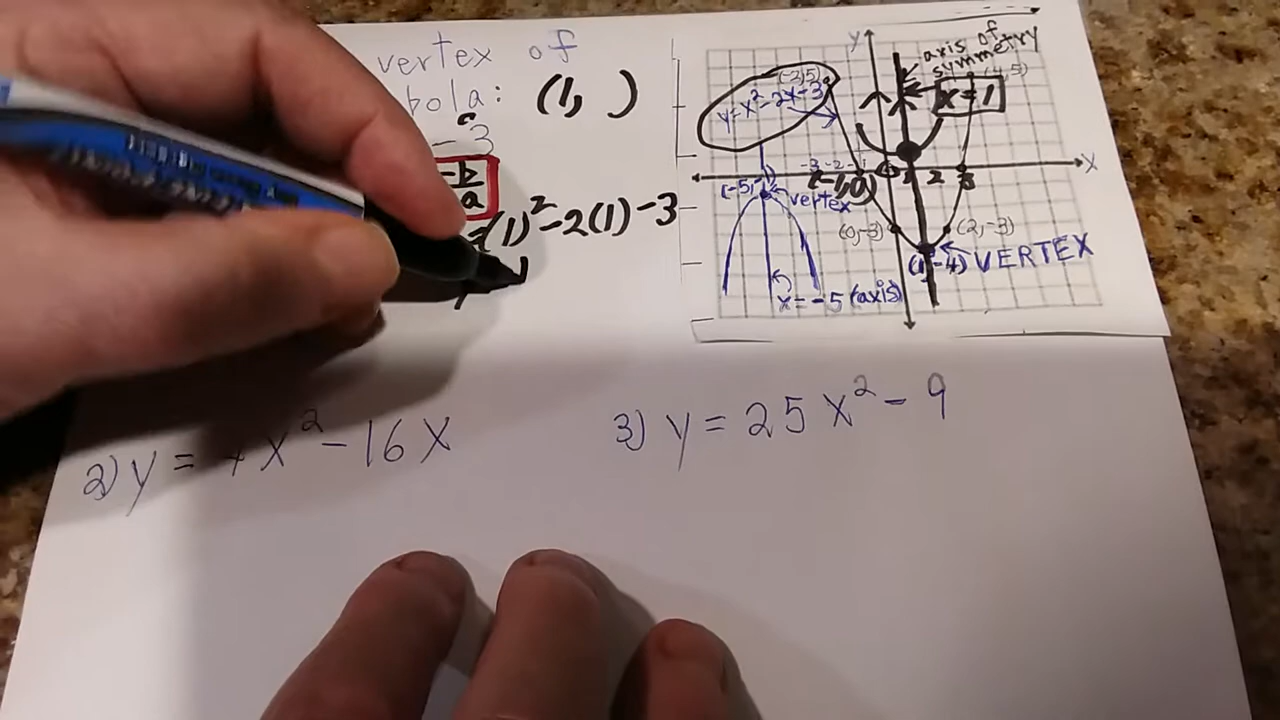 vertex of
bola: (1, )
- 3
-b
a
=(1)² -2(1) -3
y
axis of
symmetry
(-2,5)
(4,5)
y=x²-2x-3
x=1
x
-3 -2 -1
1 2 3
(-1,0)
vertex
(0,-3)
(2,-3)
(1,-4) VERTEX
x=-5 (axis)
2) y = x² -16x
3) y = 25x² - 9